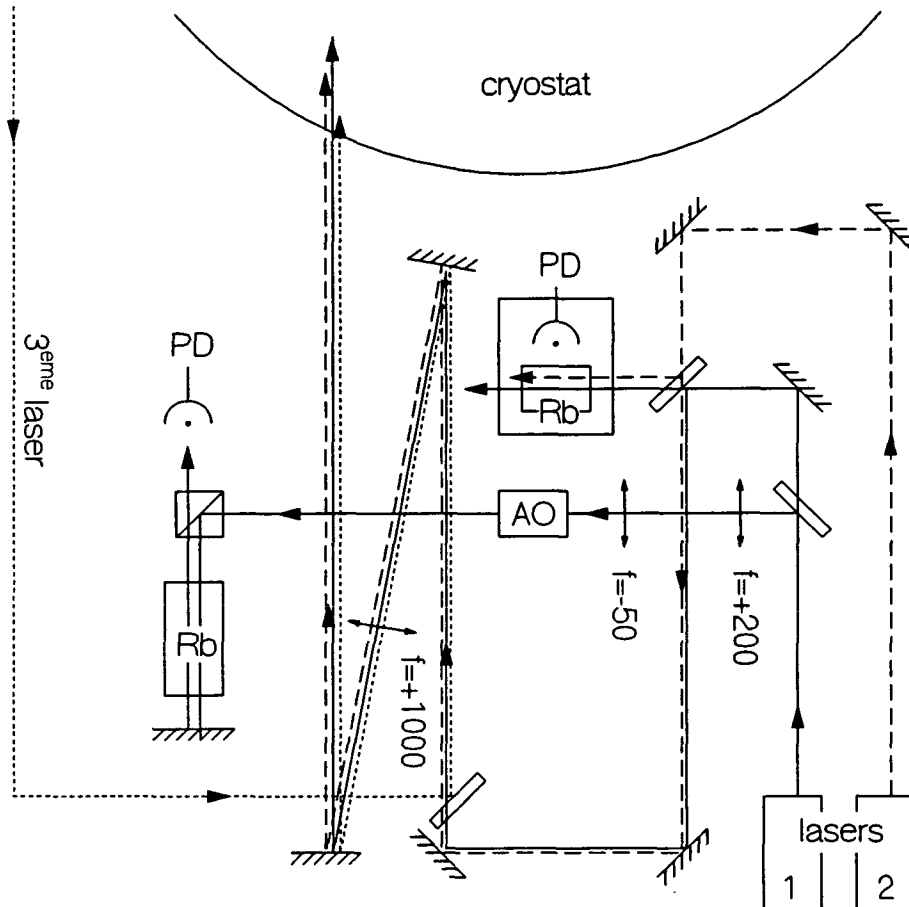 cryostat
PD
PD
3eme laser
Rb
AO
f=-50
f=+200
Rb
f=+1000
lasers
1
2